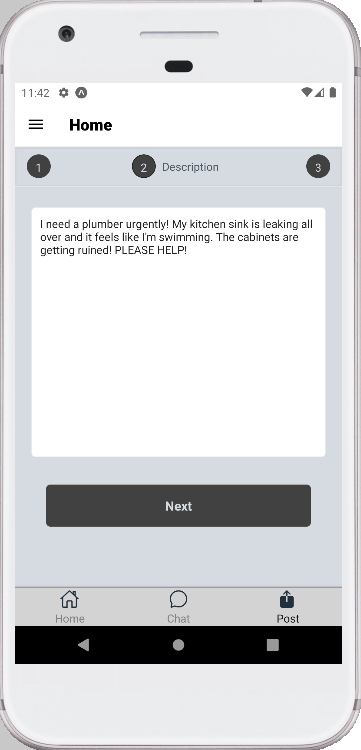 11:42
Home
1
2 Description
3
I need a plumber urgently! My kitchen sink is leaking all
over and it feels like I'm swimming. The cabinets are
getting ruined! PLEASE HELP!
Next
Home
Chat
Post